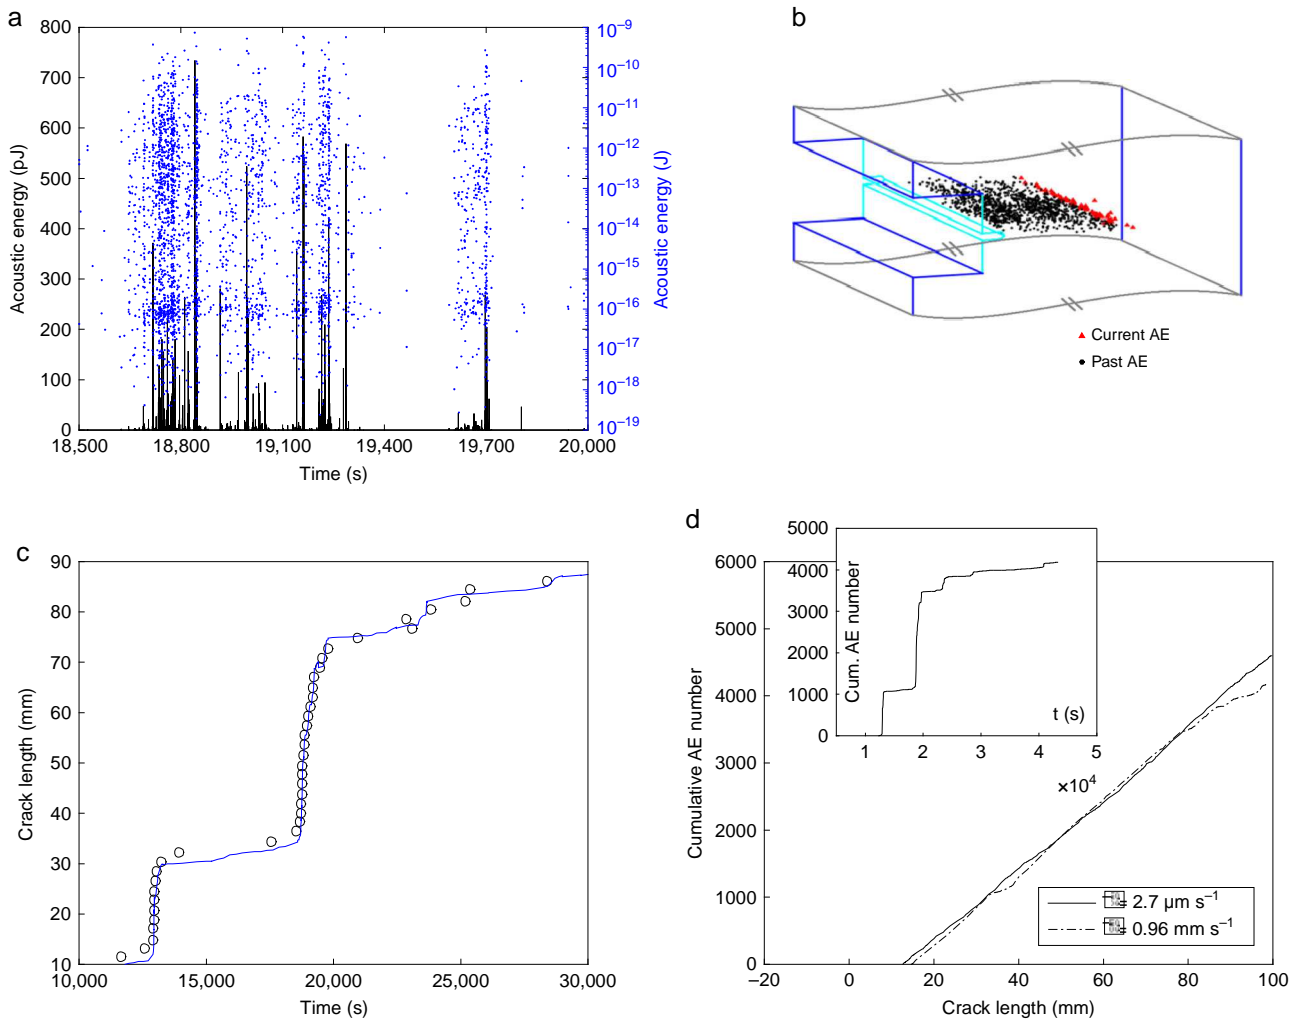 a
800
700
600
500
400
300
200
100
0
Acoustic energy (pJ)
10⁻⁹
10⁻¹⁰
10⁻¹¹
10⁻¹²
10⁻¹³
10⁻¹⁴
10⁻¹⁵
10⁻¹⁶
10⁻¹⁷
10⁻¹⁸
10⁻¹⁹
Acoustic energy (J)
18,500 18,800 19,100 19,400 19,700 20,000
Time (s)
b
Current AE
Past AE
c
90
80
70
60
50
40
30
20
10
Crack length (mm)
10,000 15,000 20,000 25,000 30,000
Time (s)
d
6000
5000
4000
3000
2000
1000
0
Cumulative AE number
−20 0 20 40 60 80 100
Crack length (mm)
5000
4000
3000
2000
1000
0
Cum. AE number
t (s)
1 2 3 4 5
×10⁴
= 2.7 µm s⁻¹
= 0.96 mm s⁻¹